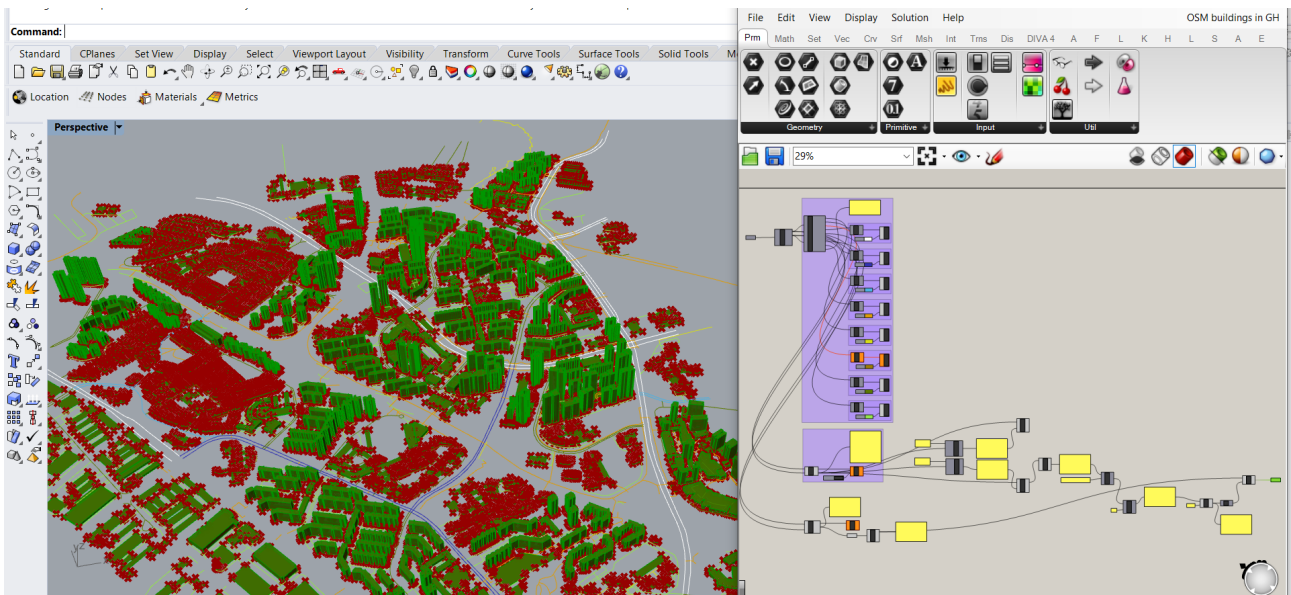 Command:
File Edit View Display Solution Help
OSM buildings in GH
Standard CPlanes Set View Display Select Viewport Layout Visibility Transform Curve Tools Surface Tools Solid Tools
Prm Math Set Vec Crv Srf Msh Int Trns Dis DIVA4 A F L K H L S A E
Location Nodes Materials Metrics
Geometry Primitive Input Util
Perspective
29%